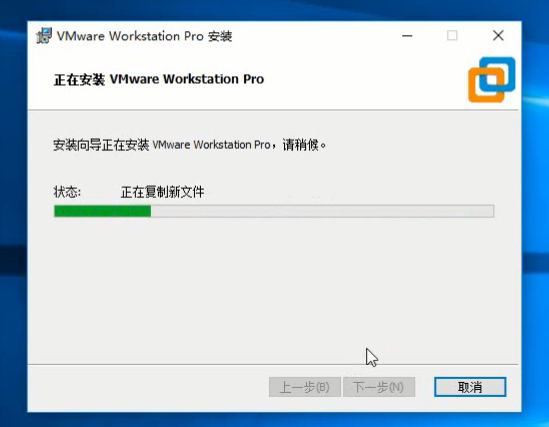 VMware Workstation Pro 安装
正在安装 VMware Workstation Pro
安装向导正在安装 VMware Workstation Pro，请稍候。
状态: 正在复制新文件
上一步(B) 下一步(N) 取消